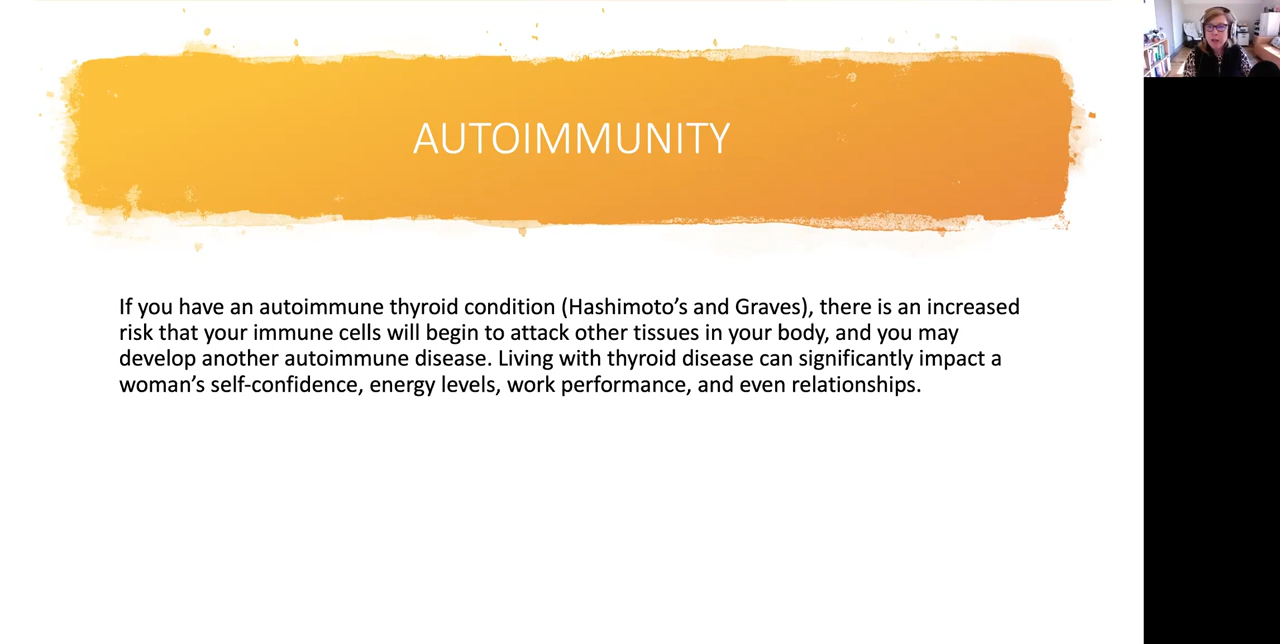 AUTOIMMUNITY
If you have an autoimmune thyroid condition (Hashimoto’s and Graves), there is an increased
risk that your immune cells will begin to attack other tissues in your body, and you may
develop another autoimmune disease. Living with thyroid disease can significantly impact a
woman’s self-confidence, energy levels, work performance, and even relationships.